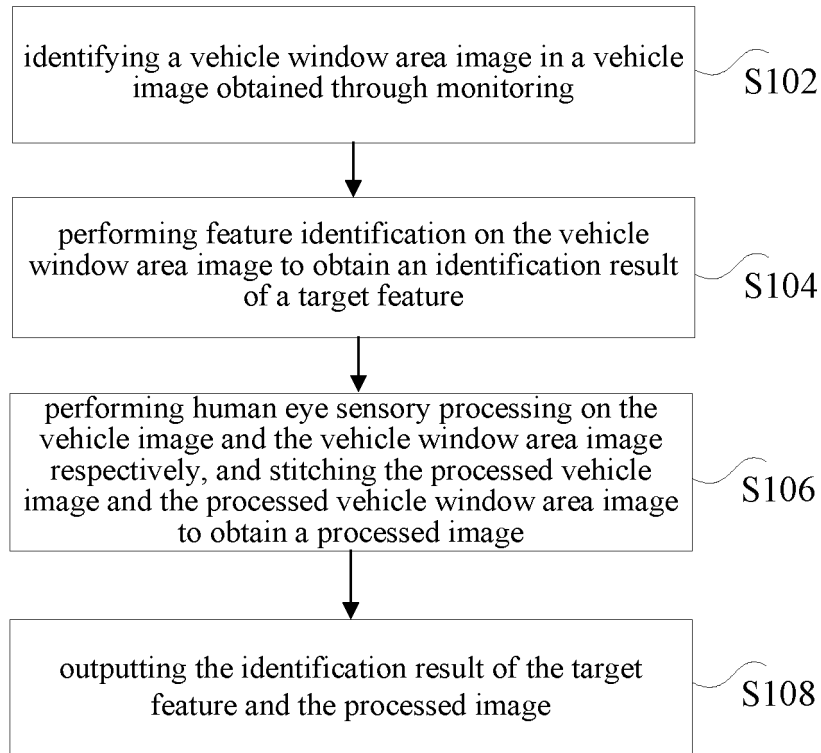 identifying a vehicle window area image in a vehicle
image obtained through monitoring
S102
performing feature identification on the vehicle
window area image to obtain an identification result
of a target feature
S104
performing human eye sensory processing on the
vehicle image and the vehicle window area image
respectively, and stitching the processed vehicle
image and the processed vehicle window area image
to obtain a processed image
S106
outputting the identification result of the target
feature and the processed image
S108